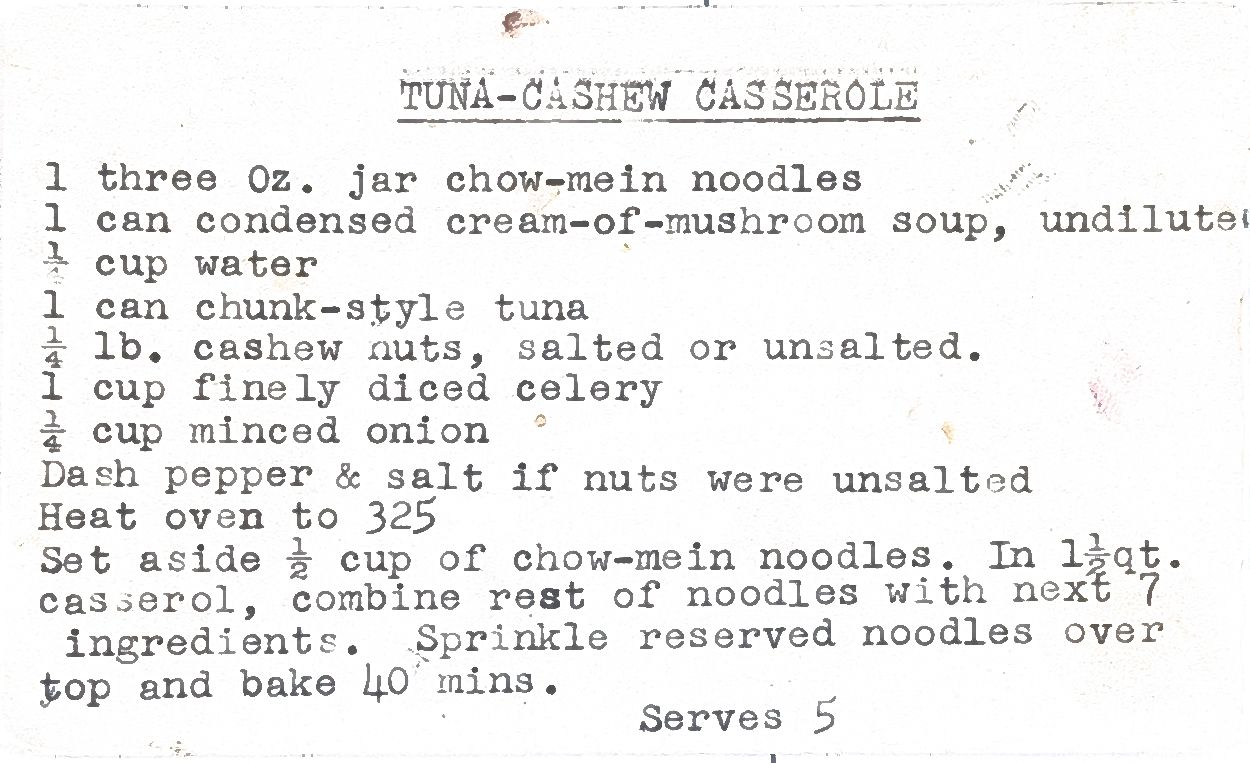 TUNA-CASHEW CASSEROLE
1 three Oz. jar chow-mein noodles
1 can condensed cream-of-mushroom soup, undilute
¼ cup water
1 can chunk-style tuna
¼ lb. cashew nuts, salted or unsalted.
1 cup finely diced celery
¼ cup minced onion
Dash pepper & salt if nuts were unsalted
Heat oven to 325
Set aside ½ cup of chow-mein noodles. In 1½qt.
casserol, combine rest of noodles with next 7
ingredients. Sprinkle reserved noodles over
top and bake 40 mins.
Serves 5